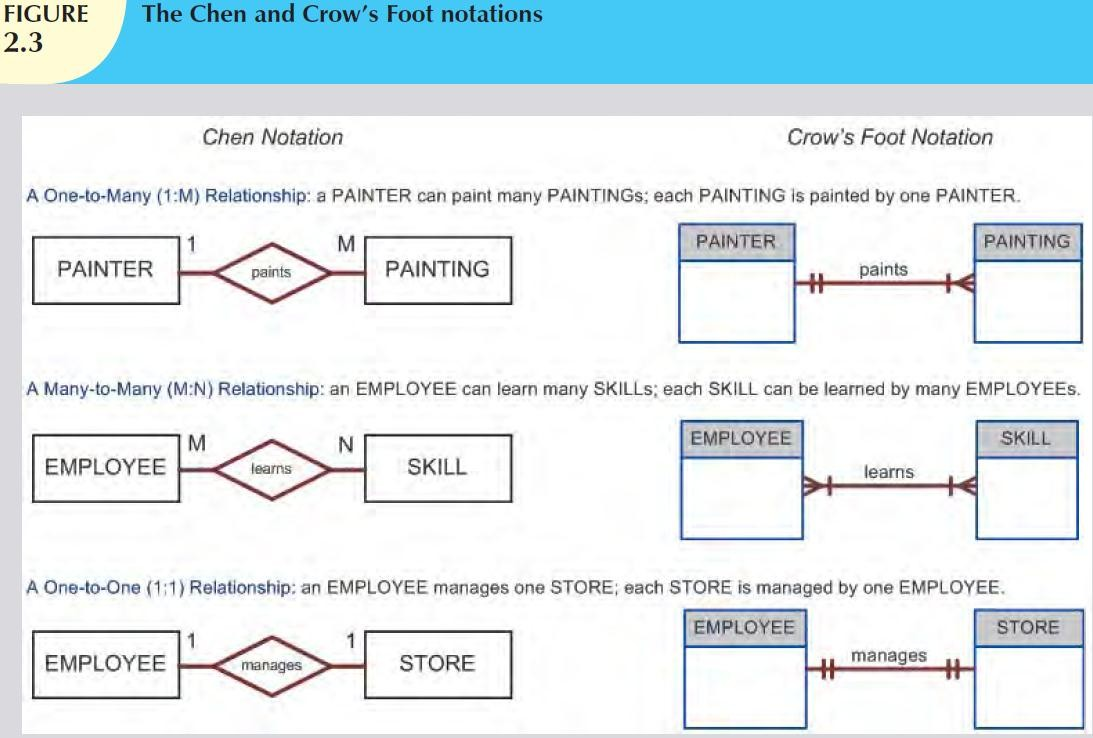 FIGURE
2.3
The Chen and Crow's Foot notations
Chen Notation
Crow's Foot Notation
A One-to-Many (1:M) Relationship: a PAINTER can paint many PAINTINGs; each PAINTING is painted by one PAINTER.
PAINTER
1
paints
M
PAINTING
PAINTER
paints
PAINTING
A Many-to-Many (M:N) Relationship: an EMPLOYEE can learn many SKILLs; each SKILL can be learned by many EMPLOYEEs.
EMPLOYEE
M
learns
N
SKILL
EMPLOYEE
learns
SKILL
A One-to-One (1:1) Relationship: an EMPLOYEE manages one STORE; each STORE is managed by one EMPLOYEE.
EMPLOYEE
1
manages
1
STORE
EMPLOYEE
manages
STORE